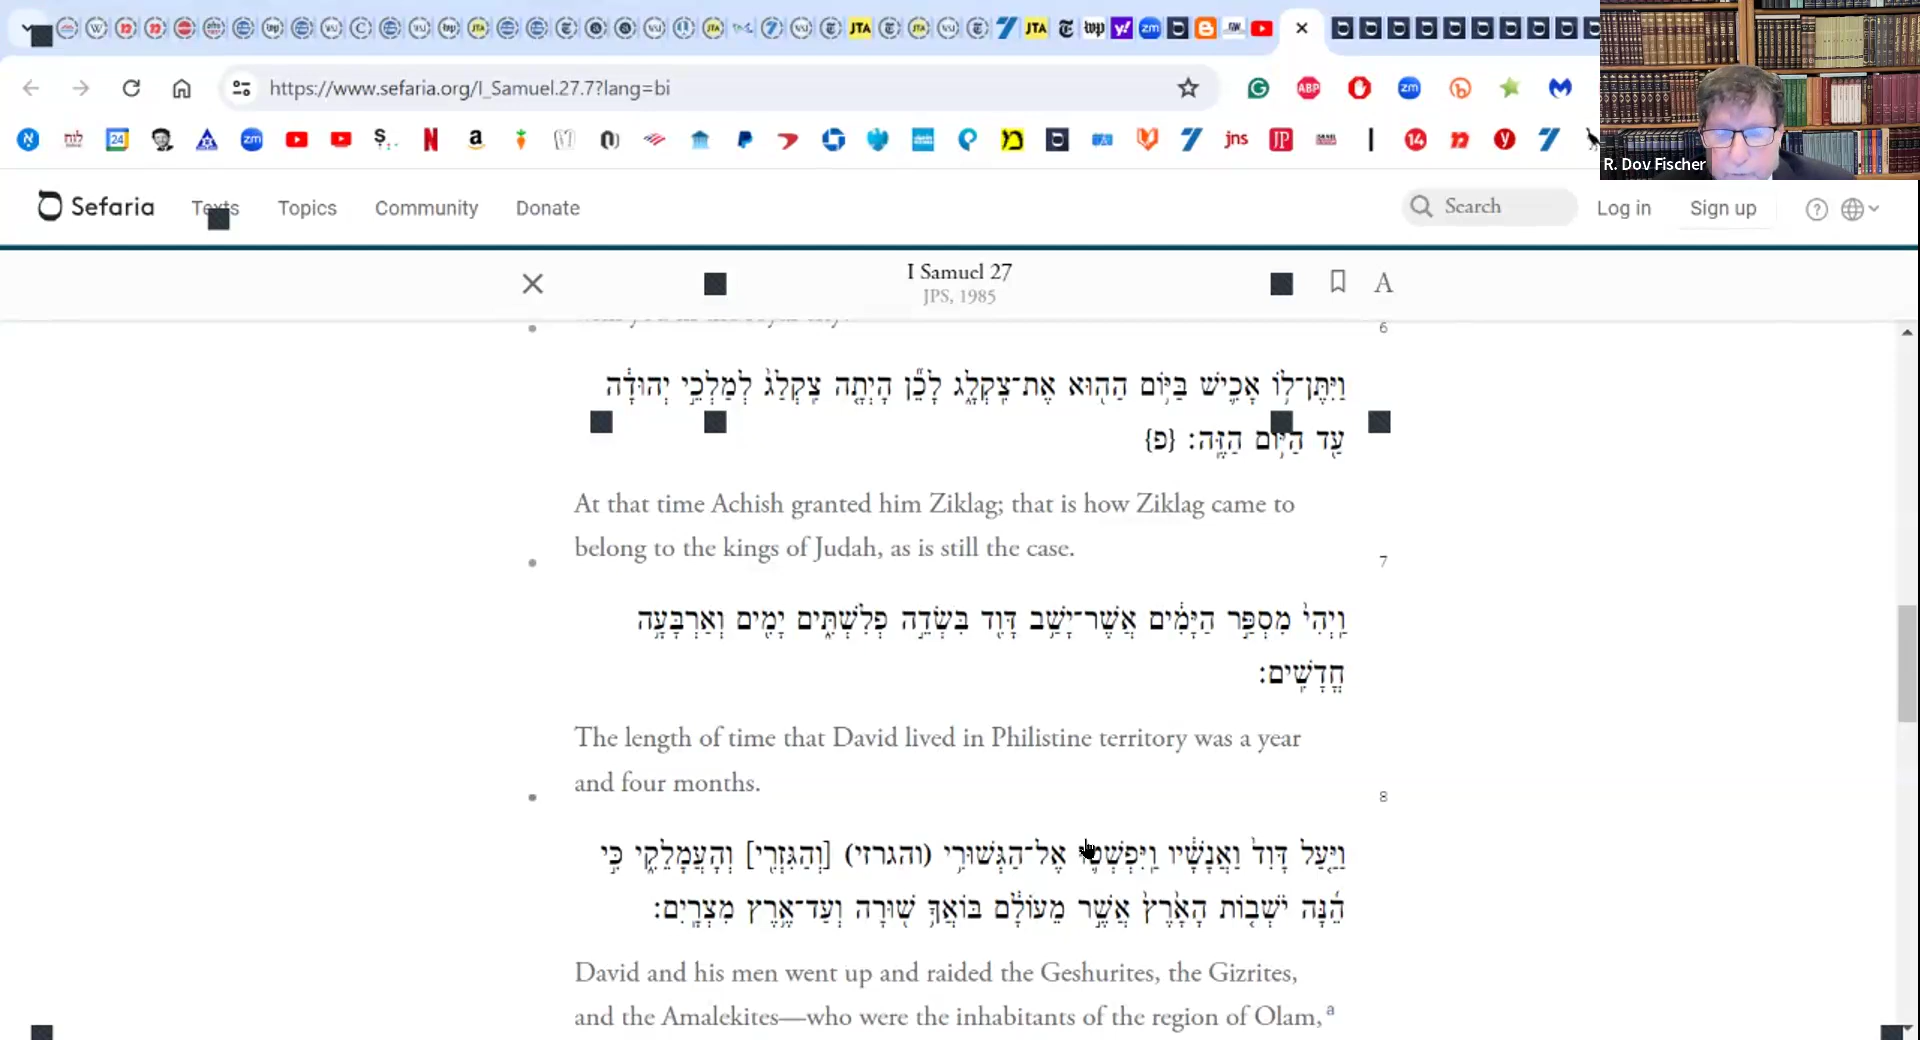 https://www.sefaria.org/I_Samuel.27.7?lang=bi
R. Dov Fischer
Sefaria Texts Topics Community Donate Search Log in Sign up
I Samuel 27
JPS, 1985
6
וַיִּתֶּן־ל֥וֹ אָכִ֛ישׁ בַּיּ֥וֹם הַה֖וּא אֶת־צִֽקְלָ֑ג לָכֵ֞ן הָיְתָ֤ה צִֽקְלַג֙ לְמַלְכֵ֣י יְהוּדָ֔ה
עַ֖ד הַיּ֥וֹם הַזֶּֽה׃ {פ}
At that time Achish granted him Ziklag; that is how Ziklag came to
belong to the kings of Judah, as is still the case.
7
וַֽיְהִי֙ מִסְפַּ֣ר הַיָּמִ֔ים אֲשֶׁר־יָשַׁ֥ב דָּוִ֖ד בִּשְׂדֵ֣ה פְלִשְׁתִּ֑ים יָמִ֖ים וְאַרְבָּעָ֥ה
חֳדָשִֽׁים׃
The length of time that David lived in Philistine territory was a year
and four months.
8
וַיַּ֤עַל דָּוִד֙ וַאֲנָשָׁ֔יו וַֽיִּפְשְׁט֛וּ אֶל־הַגְּשׁוּרִ֥י (והגרזי) [וְהַגִּזְרִ֖י] וְהָעֲמָלֵקִ֑י כִּ֣י
הֵ֜נָּה יֹשְׁב֤וֹת הָאָ֙רֶץ֙ אֲשֶׁ֣ר מֵעוֹלָ֔ם בּוֹאֲךָ֥ שׁ֖וּרָה וְעַד־אֶ֥רֶץ מִצְרָֽיִם׃
David and his men went up and raided the Geshurites, the Gizrites,
and the Amalekites—who were the inhabitants of the region of Olam,ᵃ